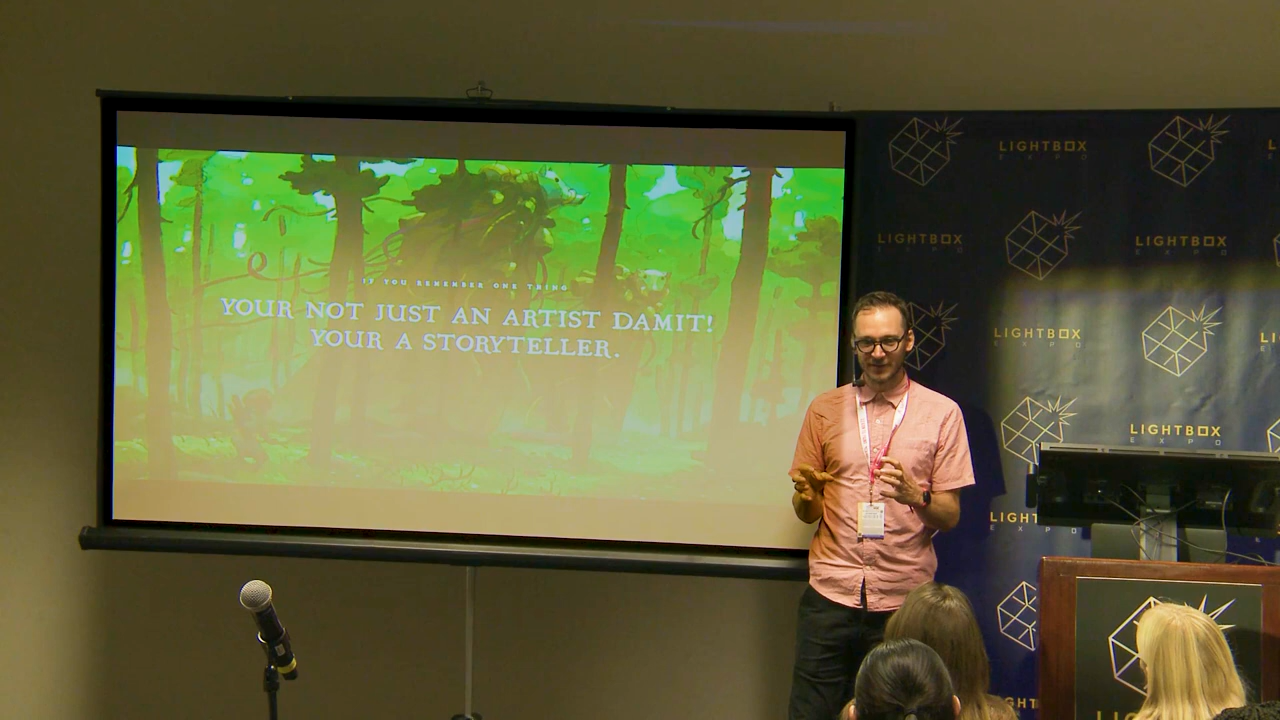 IF YOU REMEMBER ONE THING
YOUR NOT JUST AN ARTIST DAMIT!
YOUR A STORYTELLER.
LIGHTBOX
EXPO
LIGHTBOX
EXPO
LIGHTBOX
EXPO
LIGHTBOX
EXPO
LIGHTBOX
EXPO
LIGHTBOX
EXPO